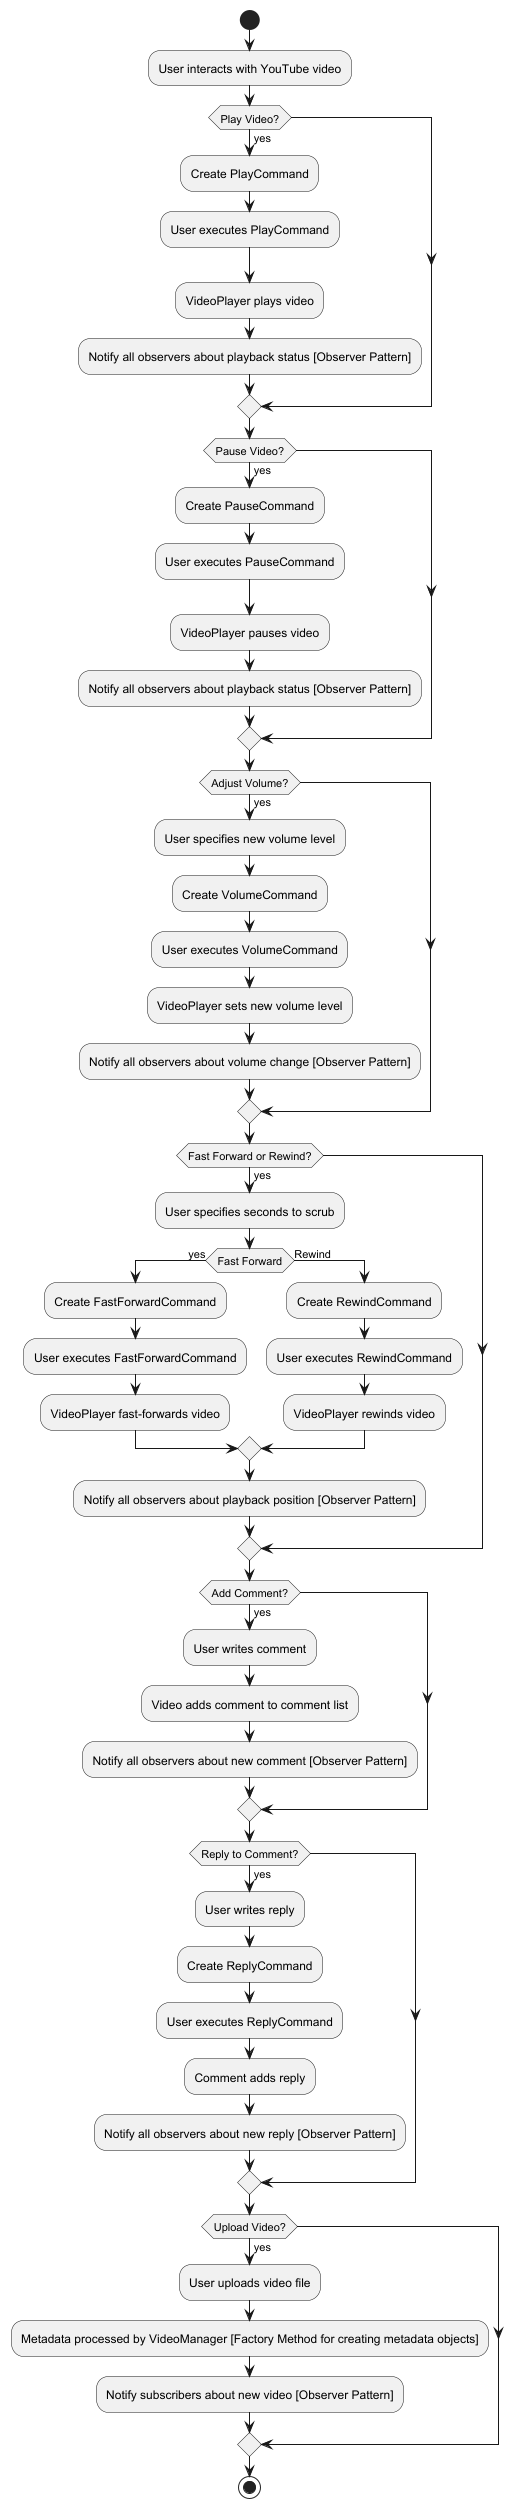 User interacts with YouTube video
Play Video?
yes
Create PlayCommand
User executes PlayCommand
VideoPlayer plays video
Notify all observers about playback status [Observer Pattern]
Pause Video?
yes
Create PauseCommand
User executes PauseCommand
VideoPlayer pauses video
Notify all observers about playback status [Observer Pattern]
Adjust Volume?
yes
User specifies new volume level
Create VolumeCommand
User executes VolumeCommand
VideoPlayer sets new volume level
Notify all observers about volume change [Observer Pattern]
Fast Forward or Rewind?
yes
User specifies seconds to scrub
yes
Fast Forward
Rewind
Create FastForwardCommand
User executes FastForwardCommand
VideoPlayer fast-forwards video
Create RewindCommand
User executes RewindCommand
VideoPlayer rewinds video
Notify all observers about playback position [Observer Pattern]
Add Comment?
yes
User writes comment
Video adds comment to comment list
Notify all observers about new comment [Observer Pattern]
Reply to Comment?
yes
User writes reply
Create ReplyCommand
User executes ReplyCommand
Comment adds reply
Notify all observers about new reply [Observer Pattern]
Upload Video?
yes
User uploads video file
Metadata processed by VideoManager [Factory Method for creating metadata objects]
Notify subscribers about new video [Observer Pattern]